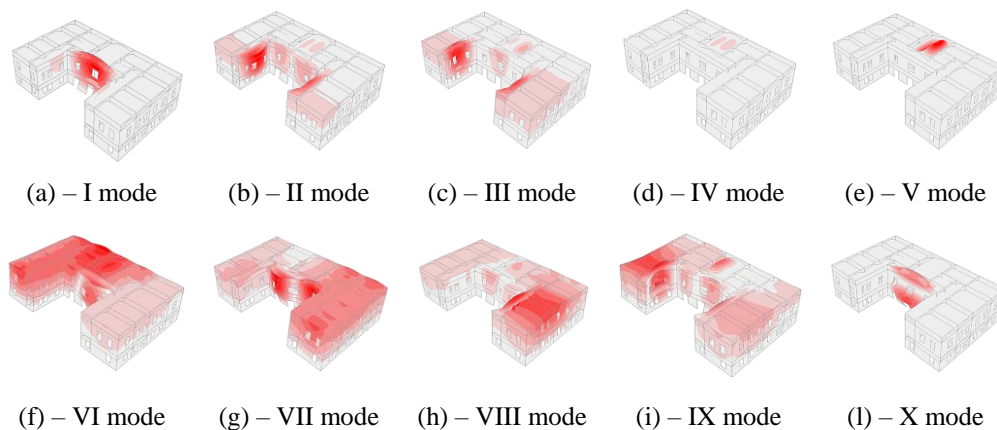 (a) – I mode (b) – II mode (c) – III mode (d) – IV mode (e) – V mode
(f) – VI mode (g) – VII mode (h) – VIII mode (i) – IX mode (l) – X mode